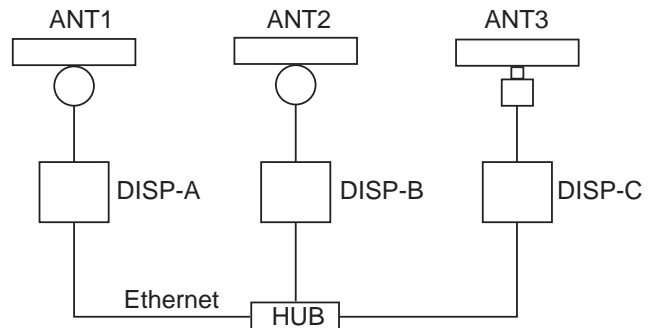 ANT1
ANT2
ANT3
DISP-A
DISP-B
DISP-C
Ethernet
HUB